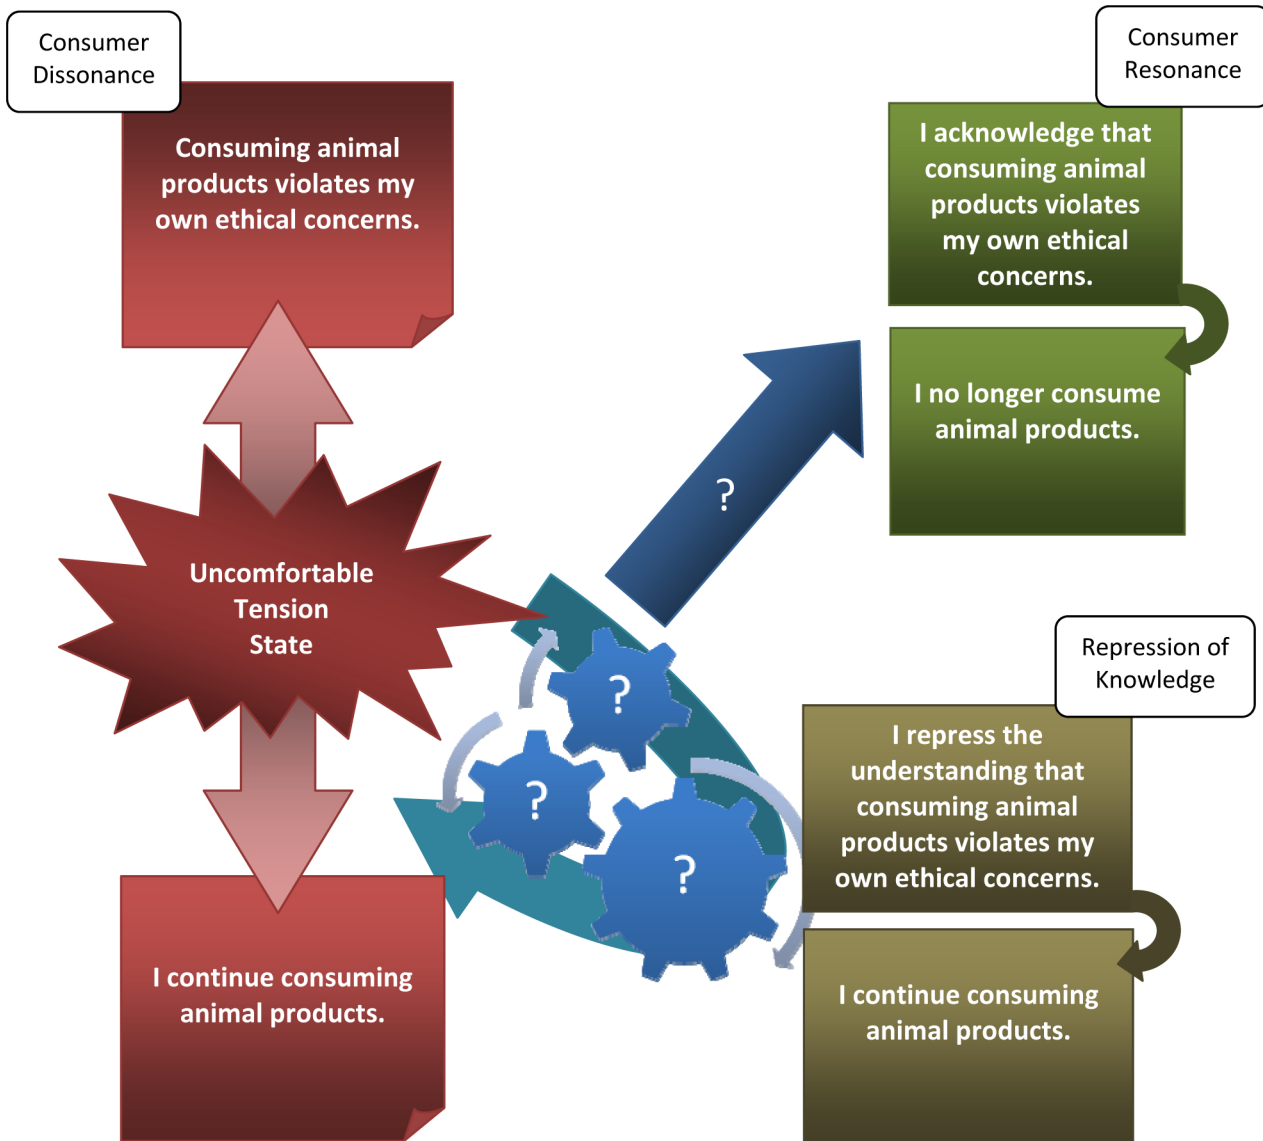 Consumer
Dissonance
Consuming animal
products violates my
own ethical concerns.
Uncomfortable
Tension
State
I continue consuming
animal products.
?
?
?
?
Consumer
Resonance
I acknowledge that
consuming animal
products violates
my own ethical
concerns.
I no longer consume
animal products.
Repression of
Knowledge
I repress the
understanding that
consuming animal
products violates my
own ethical concerns.
I continue consuming
animal products.